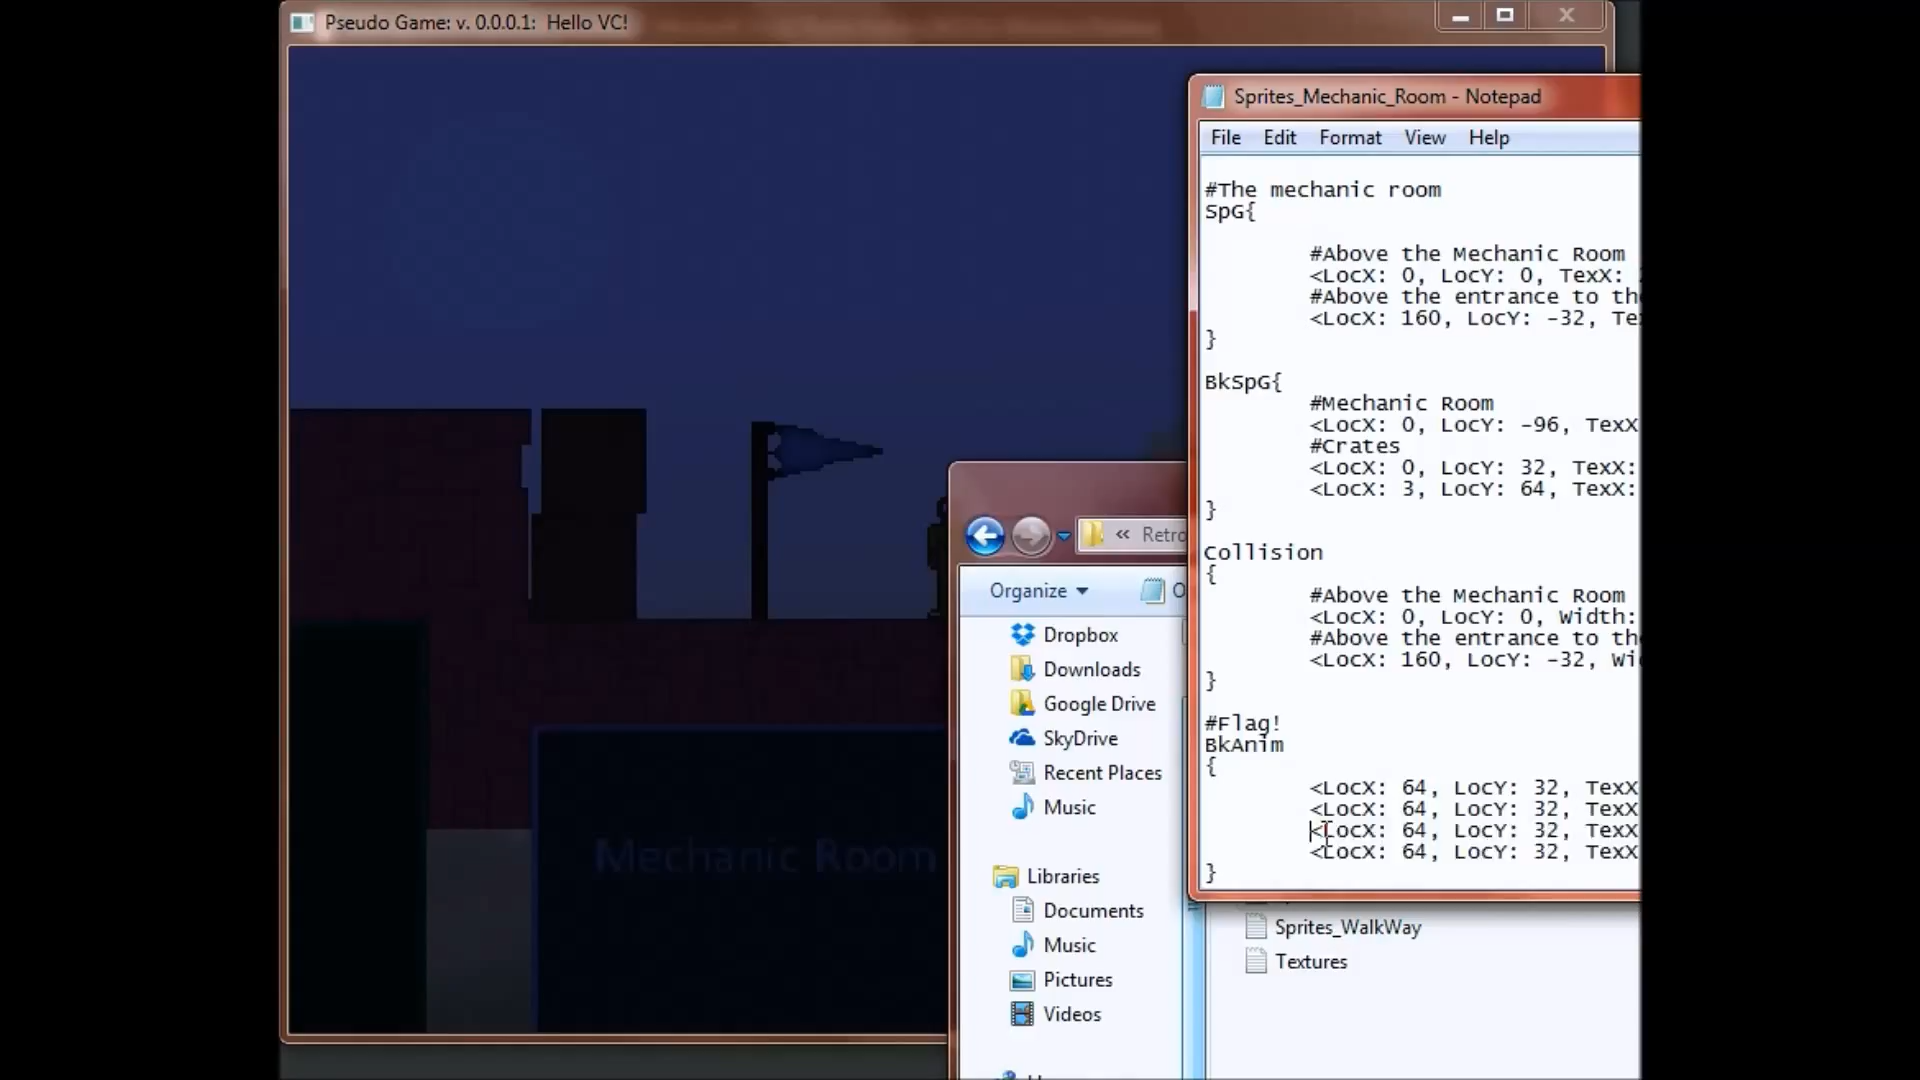 Pseudo Game: v. 0.0.0.1: Hello VC!
Sprites_Mechanic_Room - Notepad
File Edit Format View Help
#The mechanic room
SpG{
#Above the Mechanic Room
<LocX: 0, LocY: 0, TexX:
#Above the entrance to the
<LocX: 160, LocY: -32,
}
BkSpG{
#Mechanic Room
<LocX: 0, LocY: -96, TexX
#Crates
<LocX: 0, LocY: 32, TexX:
<LocX: 3, LocY: 64, TexX:
}
Collision
{
#Above the Mechanic Room
<LocX: 0, LocY: 0, Width:
#Above the entrance to the
<LocX: 160, LocY: -32,
}
#Flag!
BkAnim
{
<LocX: 64, LocY: 32, TexX
<LocX: 64, LocY: 32, TexX
<LocX: 64, LocY: 32, TexX
<LocX: 64, LocY: 32, TexX
}
« Retro
Organize
Dropbox
Downloads
Google Drive
SkyDrive
Recent Places
Music
Libraries
Documents
Music
Pictures
Videos
Sprites_WalkWay
Textures
Mechanic Room